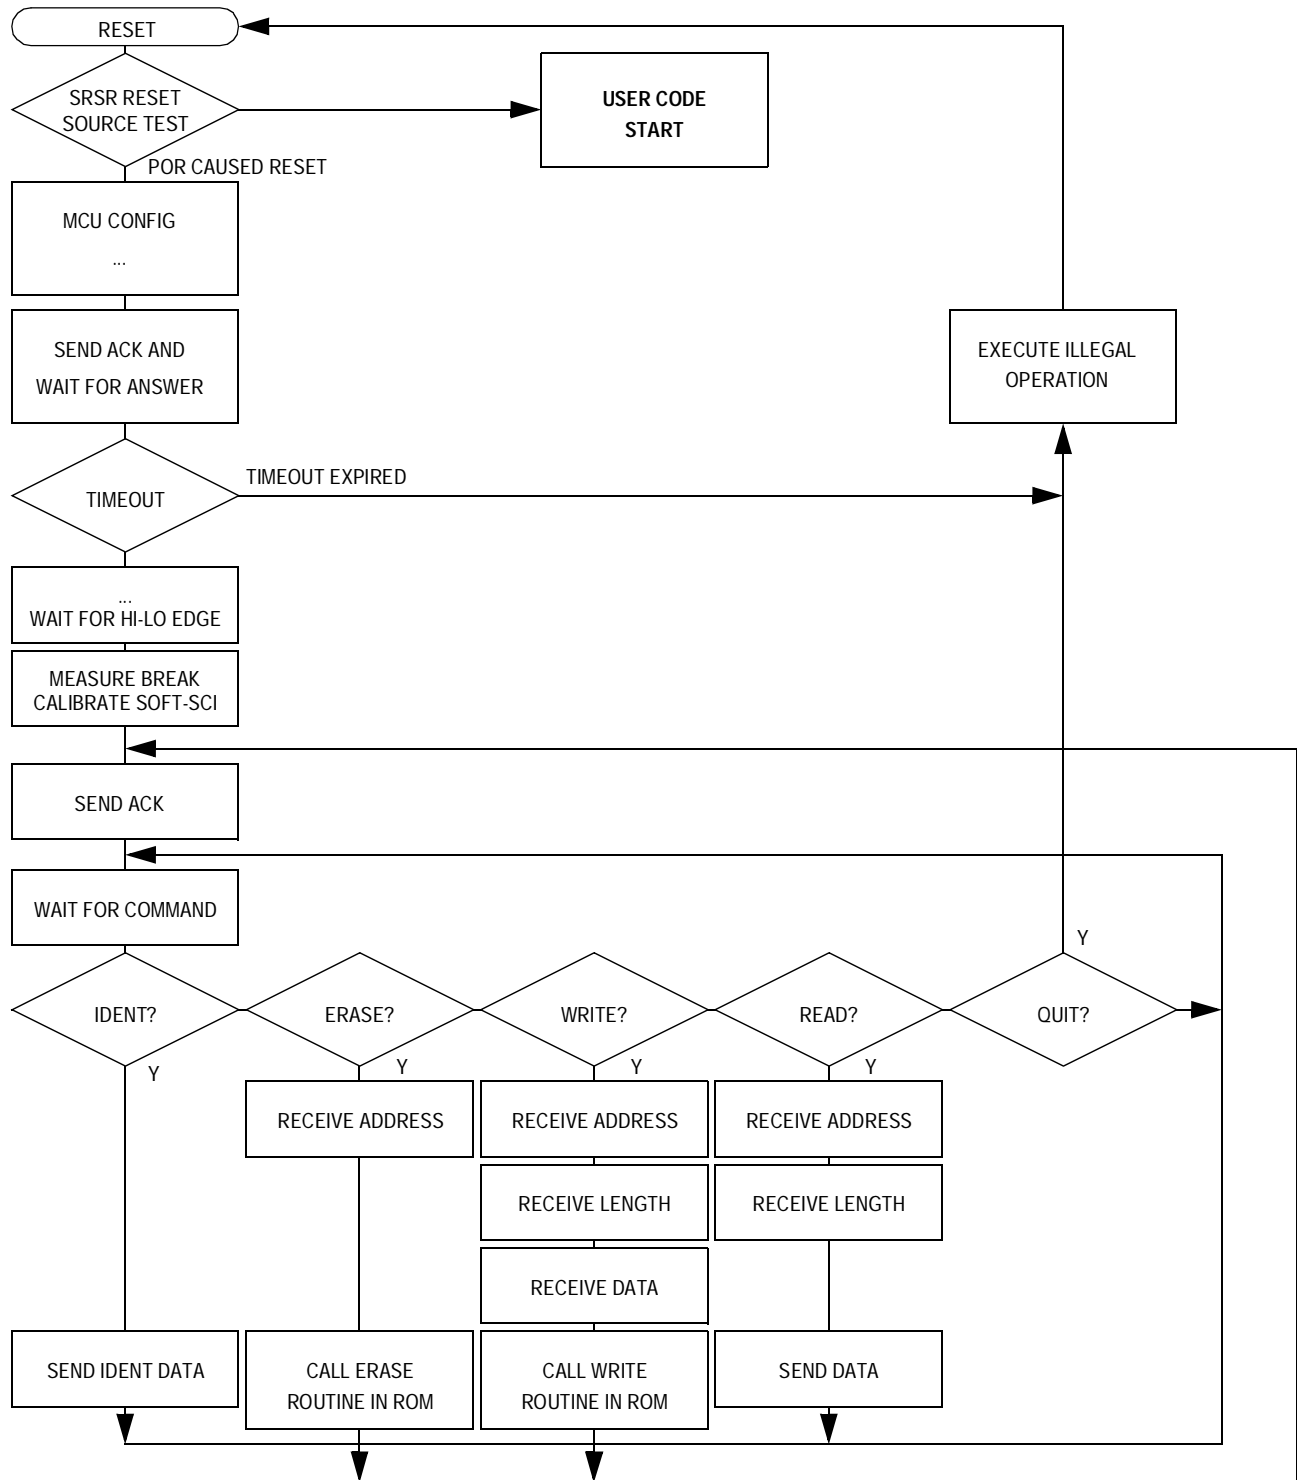 RESET
SRSR RESET
SOURCE TEST
USER CODE
START
POR CAUSED RESET
MCU CONFIG
...
SEND ACK AND
WAIT FOR ANSWER
EXECUTE ILLEGAL
OPERATION
TIMEOUT
TIMEOUT EXPIRED
...
WAIT FOR HI-LO EDGE
MEASURE BREAK
CALIBRATE SOFT-SCI
SEND ACK
WAIT FOR COMMAND
Y
IDENT?
ERASE?
WRITE?
READ?
QUIT?
Y
Y
Y
Y
RECEIVE ADDRESS
RECEIVE ADDRESS
RECEIVE ADDRESS
RECEIVE LENGTH
RECEIVE LENGTH
RECEIVE DATA
SEND IDENT DATA
CALL ERASE
ROUTINE IN ROM
CALL WRITE
ROUTINE IN ROM
SEND DATA